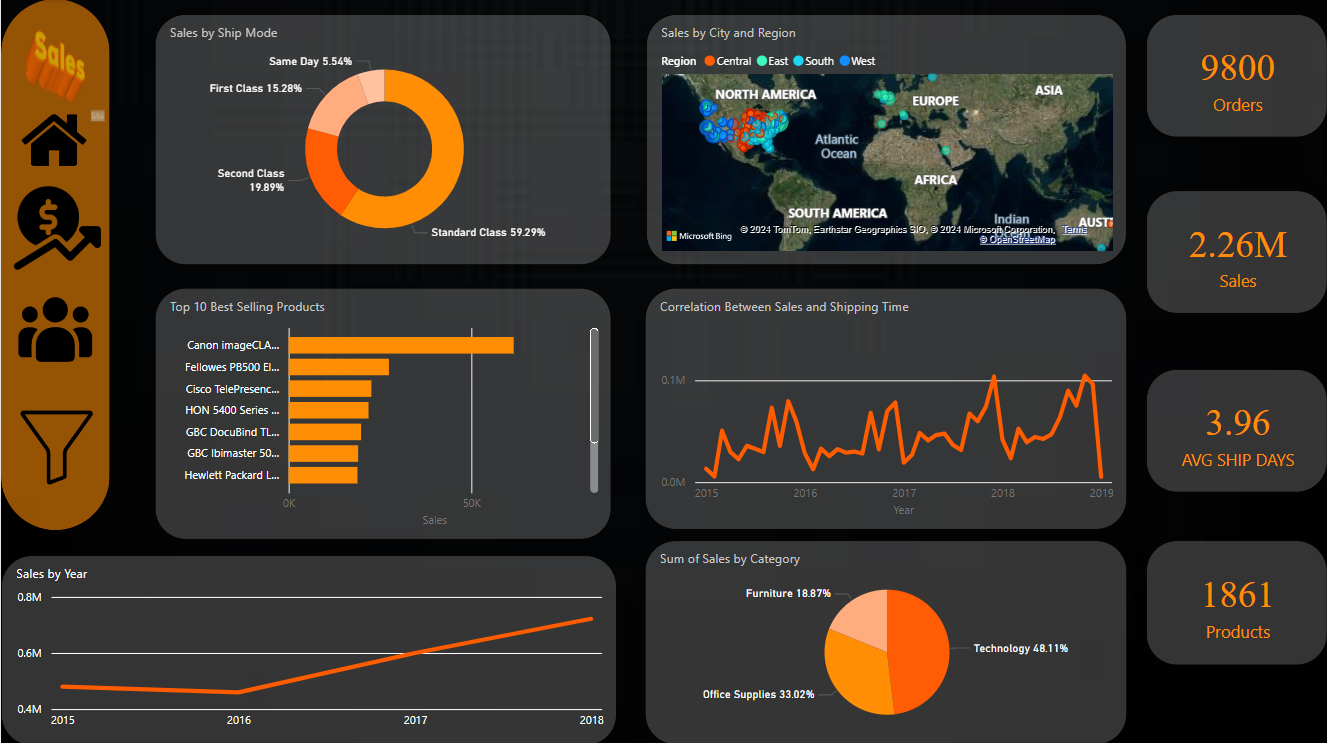 Sales
Sales by Ship Mode
Same Day 5.54%
First Class 15.28%
Second Class
19.89%
Standard Class 59.29%
Sales by City and Region
Region Central East South West
NORTH AMERICA
EUROPE
ASIA
Atlantic
Ocean
AFRICA
SOUTH AMERICA
Indian
AUST
Microsoft Bing
© 2024 TomTom, Earthstar Geographics SIO, © 2024 Microsoft Corporation, Terms
© OpenStreetMap
9800
Orders
2.26M
Sales
3.96
AVG SHIP DAYS
1861
Products
Top 10 Best Selling Products
Canon imageCLA...
Fellowes PB500 El...
Cisco TelePresenc...
HON 5400 Series ...
GBC DocuBind TL...
GBC Ibimaster 50...
Hewlett Packard L...
0K 50K
Sales
Correlation Between Sales and Shipping Time
0.1M
0.0M
2015 2016 2017 2018 2019
Year
Sales by Year
0.8M
0.6M
0.4M
2015 2016 2017 2018
Sum of Sales by Category
Furniture 18.87%
Technology 48.11%
Office Supplies 33.02%